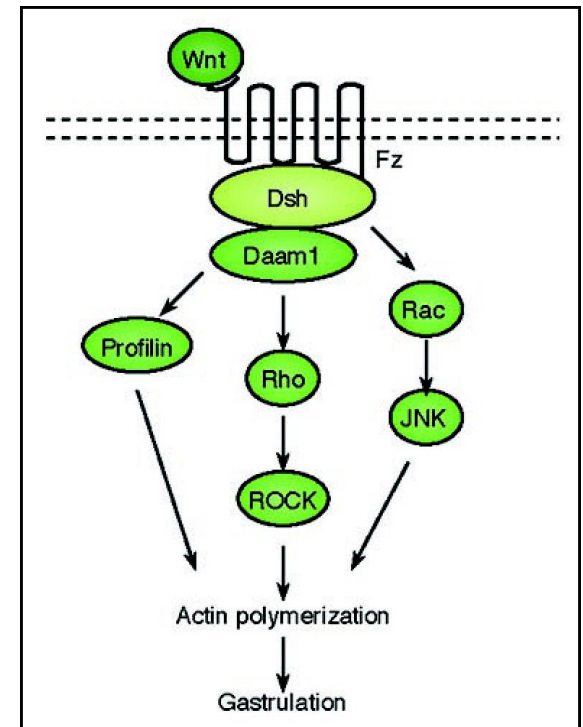 Wnt
Fz
Dsh
Daam1
Profilin
Rho
Rac
JNK
ROCK
Actin polymerization
Gastrulation